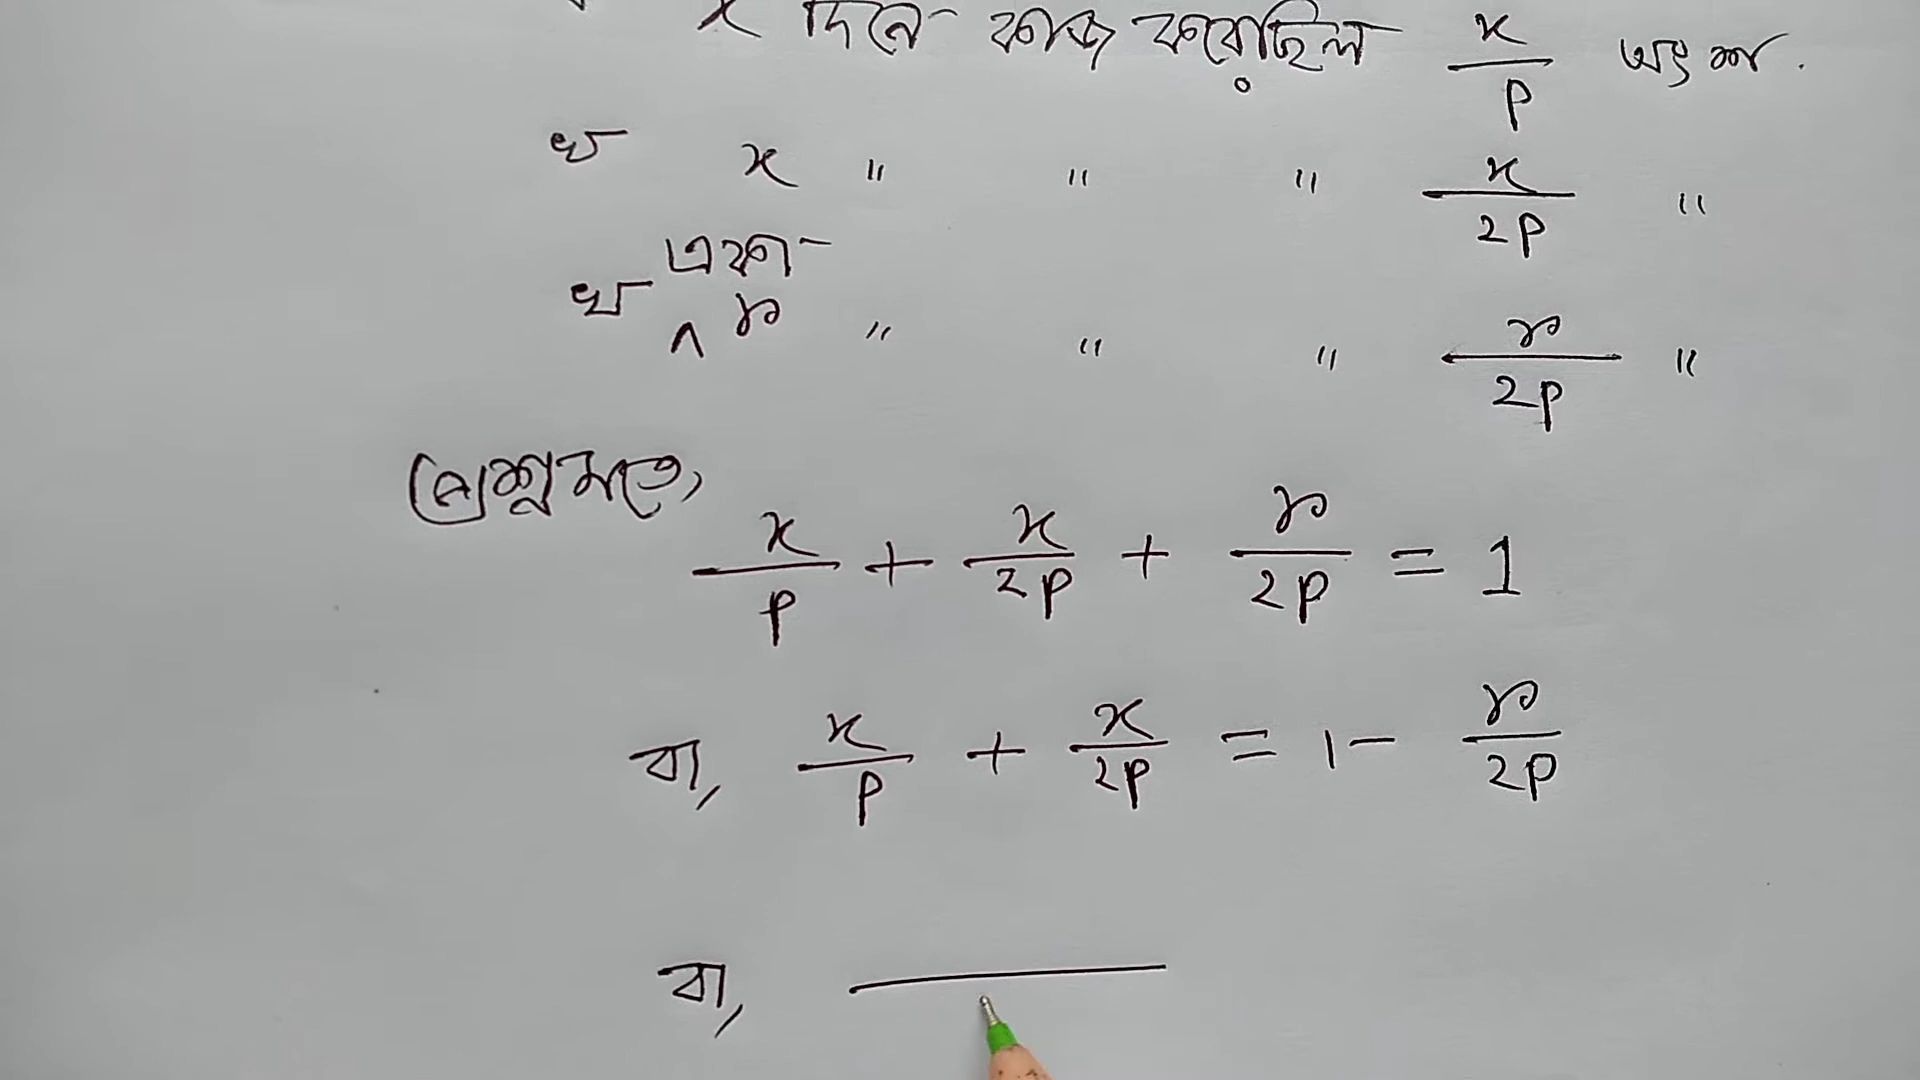 x দিনে কাজ করেছিল x/p অংশ.
খ x " " " x/2p "
একা
খ ^ r " " " r/2p "
প্রশ্নমতে,
x/p + x/2p + r/2p = 1
বা, x/p + x/2p = 1 - r/2p
বা,